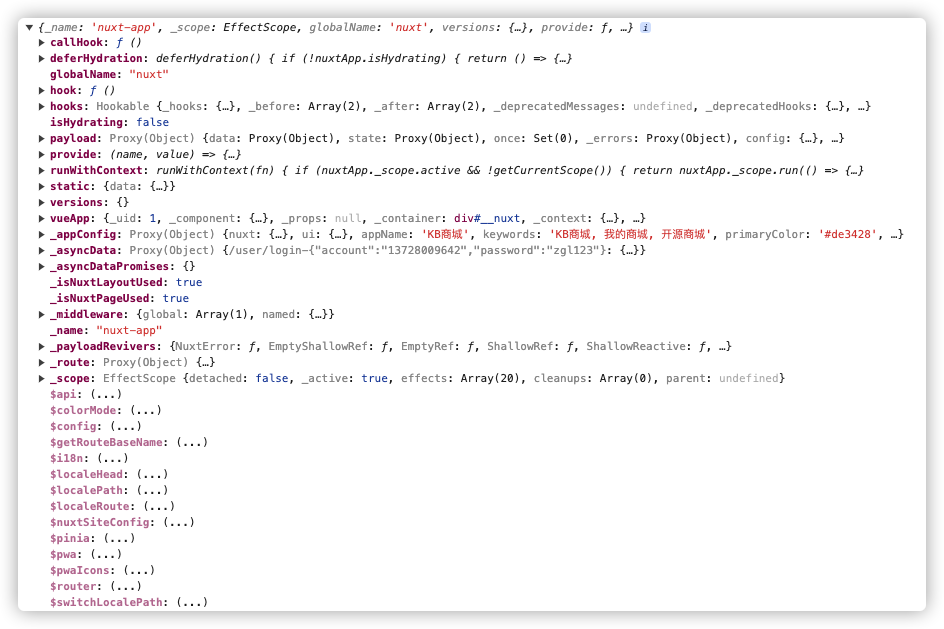 {_name: 'nuxt-app', _scope: EffectScope, globalName: 'nuxt', versions: {…}, provide: ƒ, …} i
callHook: ƒ ()
deferHydration: deferHydration() { if (!nuxtApp.isHydrating) { return () => {…}
globalName: "nuxt"
hook: ƒ ()
hooks: Hookable {_hooks: {…}, _before: Array(2), _after: Array(2), _deprecatedMessages: undefined, _deprecatedHooks: {…}, …}
isHydrating: false
payload: Proxy(Object) {data: Proxy(Object), state: Proxy(Object), once: Set(0), _errors: Proxy(Object), config: {…}, …}
provide: (name, value) => {…}
runWithContext: runWithContext(fn) { if (nuxtApp._scope.active && !getCurrentScope()) { return nuxtApp._scope.run(() => {…}
static: {data: {…}}
versions: {}
vueApp: {_uid: 1, _component: {…}, _props: null, _container: div#__nuxt, _context: {…}, …}
_appConfig: Proxy(Object) {nuxt: {…}, ui: {…}, appName: 'KB商城', keywords: 'KB商城, 我的商城, 开源商城', primaryColor: '#de3428', …}
_asyncData: Proxy(Object) {/user/login—{"account":"13728009642","password":"zgl123"}: {…}}
_asyncDataPromises: {}
_isNuxtLayoutUsed: true
_isNuxtPageUsed: true
_middleware: {global: Array(1), named: {…}}
_name: "nuxt-app"
_payloadRevivers: {NuxtError: ƒ, EmptyShallowRef: ƒ, EmptyRef: ƒ, ShallowRef: ƒ, ShallowReactive: ƒ, …}
_route: Proxy(Object) {…}
_scope: EffectScope {detached: false, _active: true, effects: Array(20), cleanups: Array(0), parent: undefined}
$api: (...)
$colorMode: (...)
$config: (...)
$getRouteBaseName: (...)
$i18n: (...)
$localeHead: (...)
$localePath: (...)
$localeRoute: (...)
$nuxtSiteConfig: (...)
$pinia: (...)
$pwa: (...)
$pwaIcons: (...)
$router: (...)
$switchLocalePath: (...)